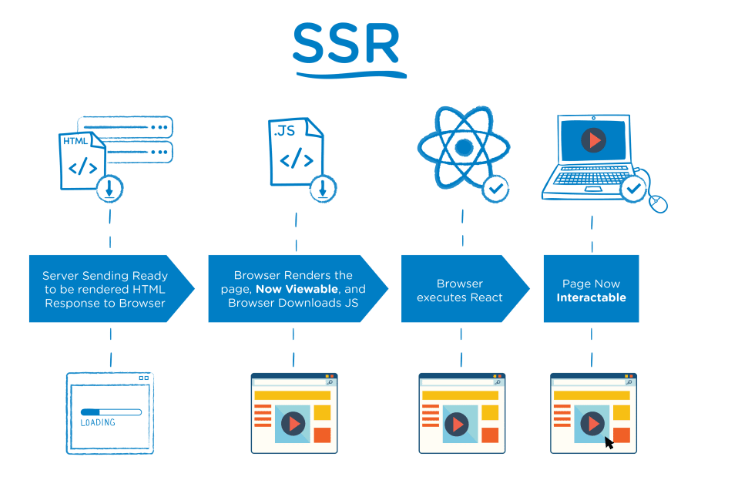 SSR
HTML
</>
.JS
</>
Server Sending Ready
to be rendered HTML
Response to Browser
Browser Renders the
page, Now Viewable, and
Browser Downloads JS
Browser
executes React
Page Now
Interactable
LOADING